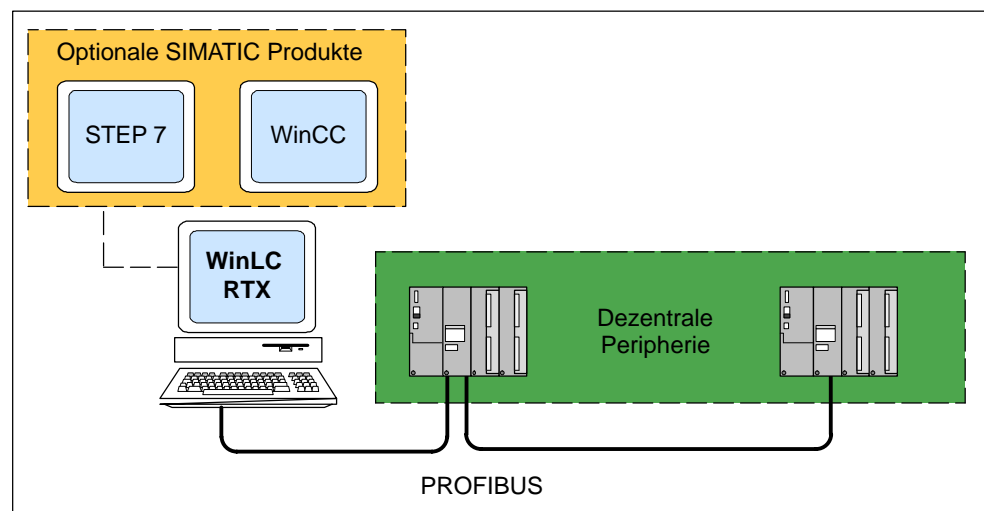 Optionale SIMATIC Produkte
STEP 7
WinCC
WinLC
RTX
Dezentrale
Peripherie
PROFIBUS